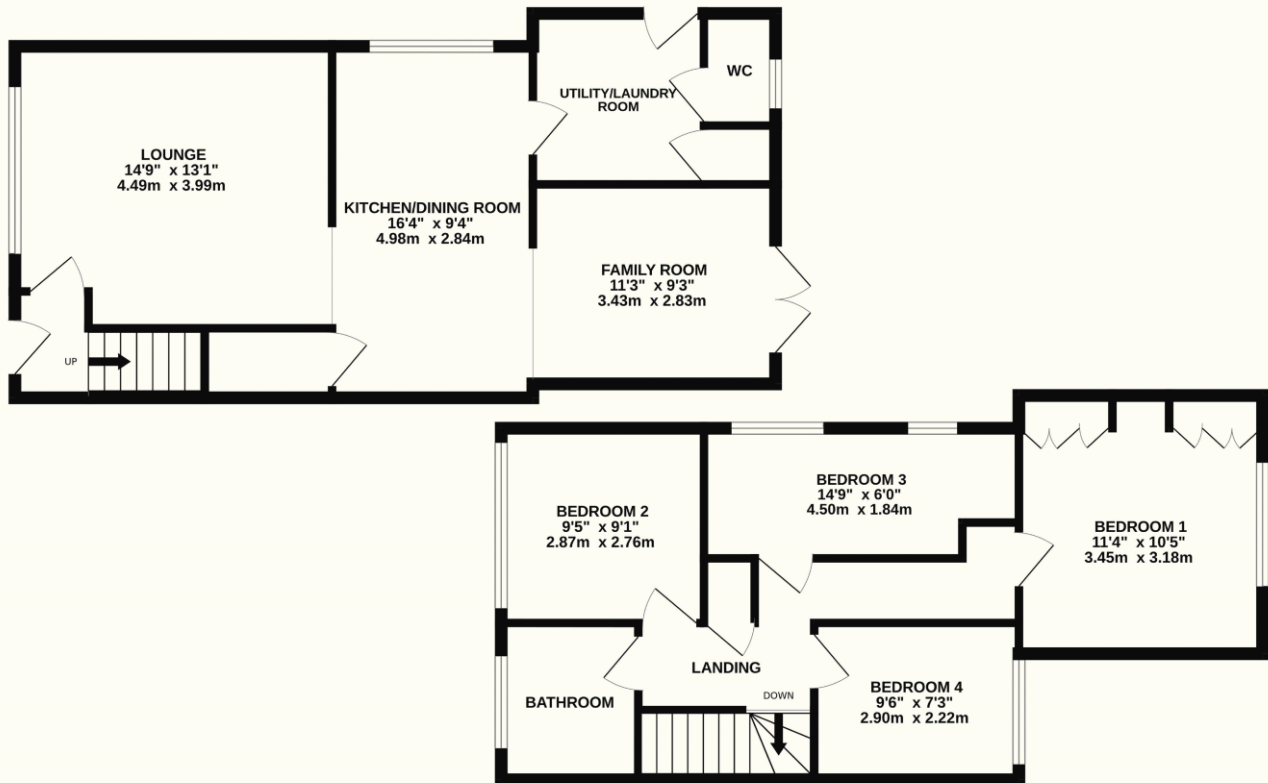 LOUNGE
14'9" x 13'1"
4.49m x 3.99m
KITCHEN/DINING ROOM
16'4" x 9'4"
4.98m x 2.84m
UTILITY/LAUNDRY
ROOM
WC
FAMILY ROOM
11'3" x 9'3"
3.43m x 2.83m
UP
BEDROOM 2
9'5" x 9'1"
2.87m x 2.76m
BEDROOM 3
14'9" x 6'0"
4.50m x 1.84m
BEDROOM 1
11'4" x 10'5"
3.45m x 3.18m
LANDING
DOWN
BATHROOM
BEDROOM 4
9'6" x 7'3"
2.90m x 2.22m